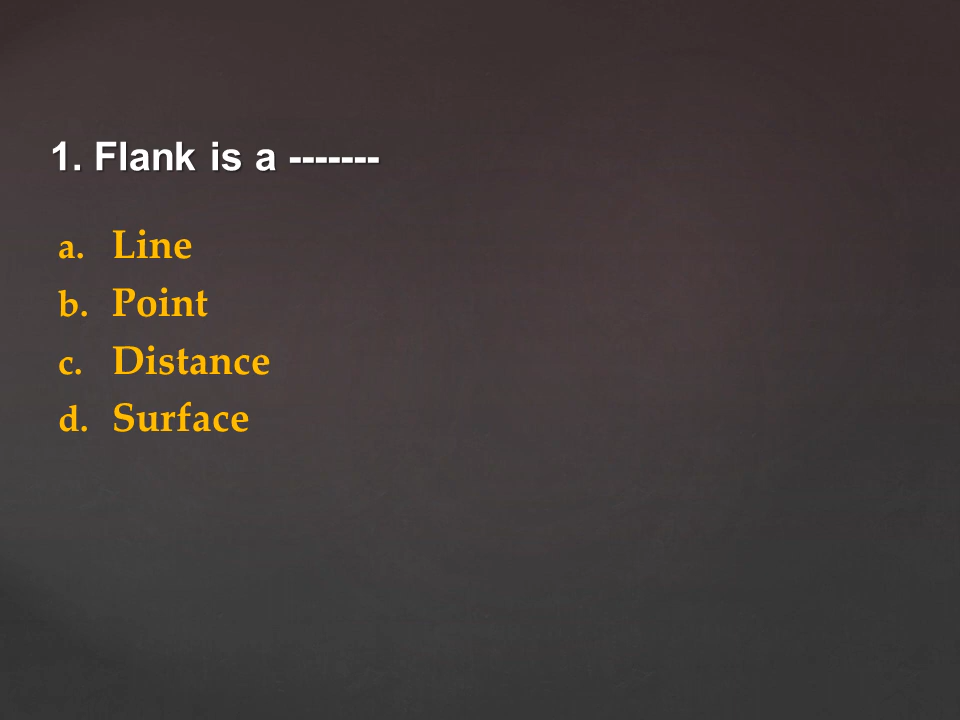 1. Flank is a -------
a. Line
b. Point
c. Distance
d. Surface